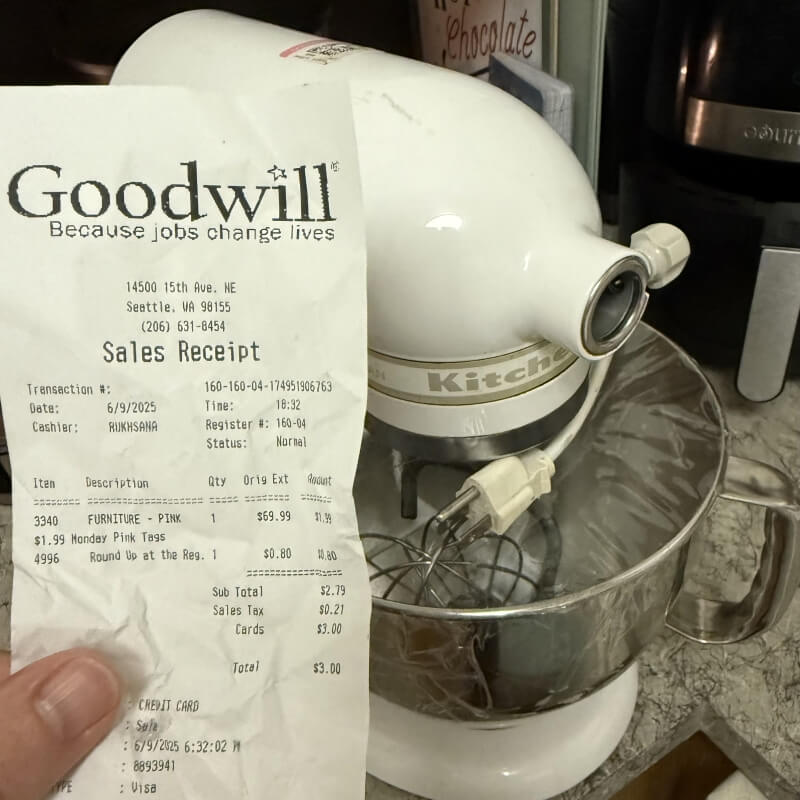 Chocolate
Goodwill
Because jobs change lives
14500 15th Ave. NE
Seattle, WA 98155
(206) 631-8454
Sales Receipt
Transaction #: 160-160-04-174951906763
Date: 6/9/2025 Time: 18:32
Cashier: RUKHSANA Register #: 160-04
Status: Normal
Item Description Qty Orig Ext Amount
3340 FURNITURE - PINK 1 $69.99 $1.99
$1.99 Monday Pink Tags
4996 Round Up at the Reg. 1 $0.80 $0.80
Sub Total $2.79
Sales Tax $0.21
Cards $3.00
Total $3.00
: CREDIT CARD
: Sale
: 6/9/2025 6:32:02 
: 8893941
: Visa
Kitche